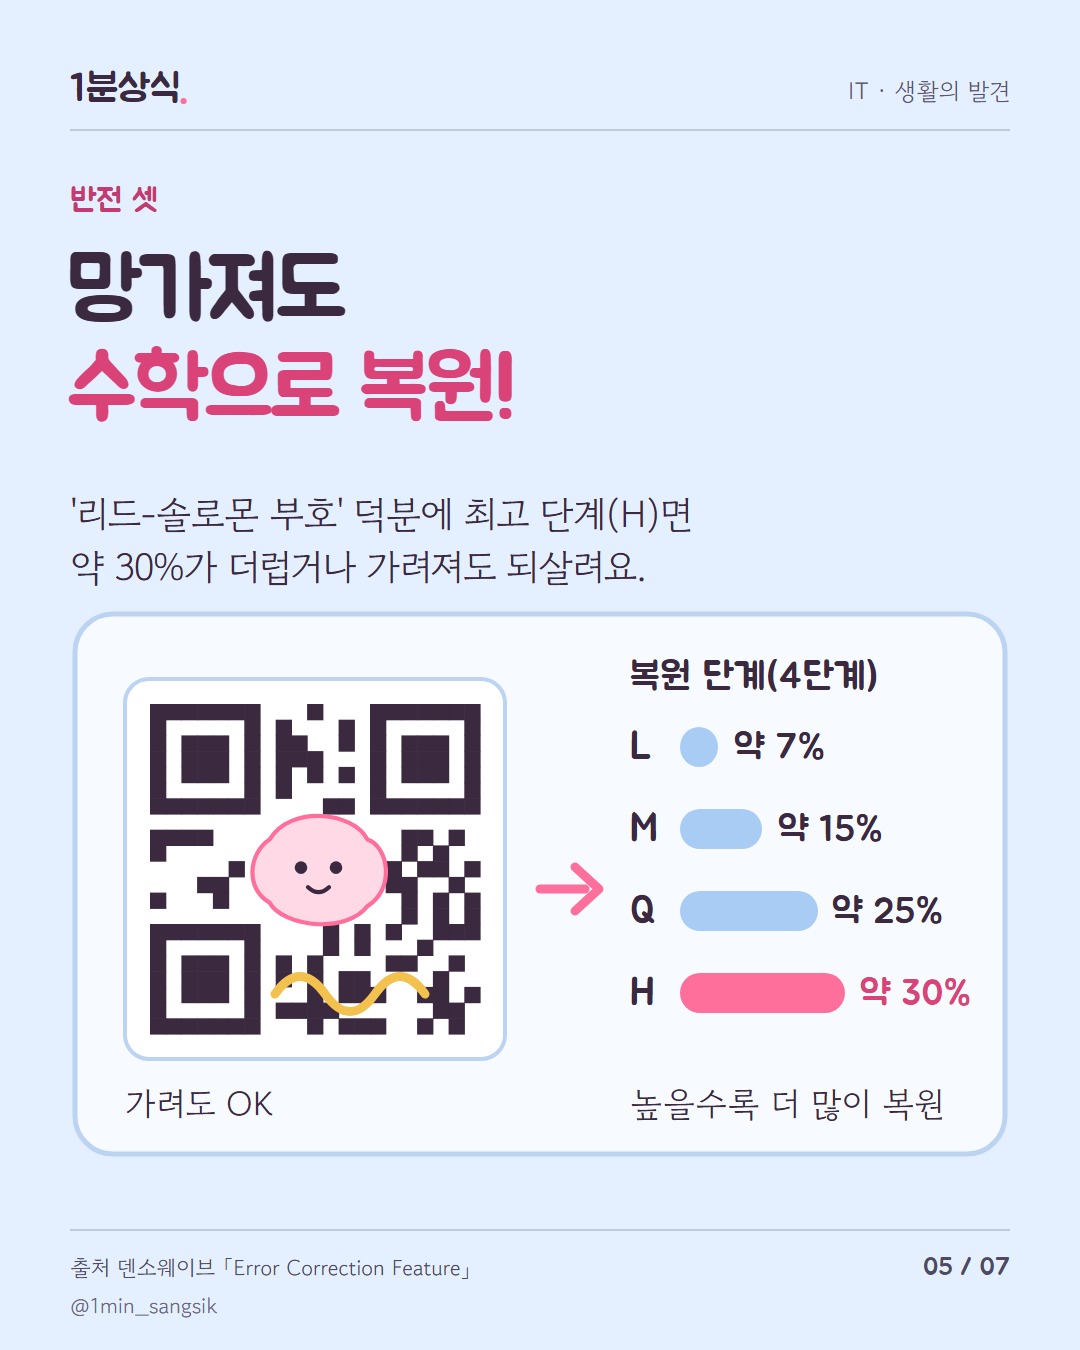 1분상식.
IT · 생활의 발견
반전 셋
망가져도
수학으로 복원!
'리드-솔로몬 부호' 덕분에 최고 단계(H)면
약 30%가 더럽거나 가려져도 되살려요.
복원 단계(4단계)
L 약 7%
M 약 15%
Q 약 25%
H 약 30%
가려도 OK
높을수록 더 많이 복원
출처 덴소웨이브 「Error Correction Feature」
05 / 07
@1min_sangsik